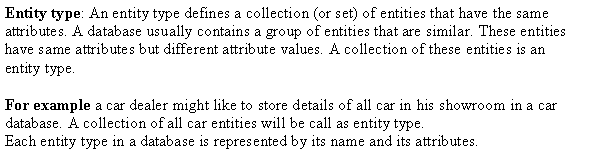 Entity type: An entity type defines a collection (or set) of entities that have the same
attributes. A database usually contains a group of entities that are similar. These entities
have same attributes but different attribute values. A collection of these entities is an
entity type.
For example a car dealer might like to store details of all car in his showroom in a car
database. A collection of all car entities will be call as entity type.
Each entity type in a database is represented by its name and its attributes.